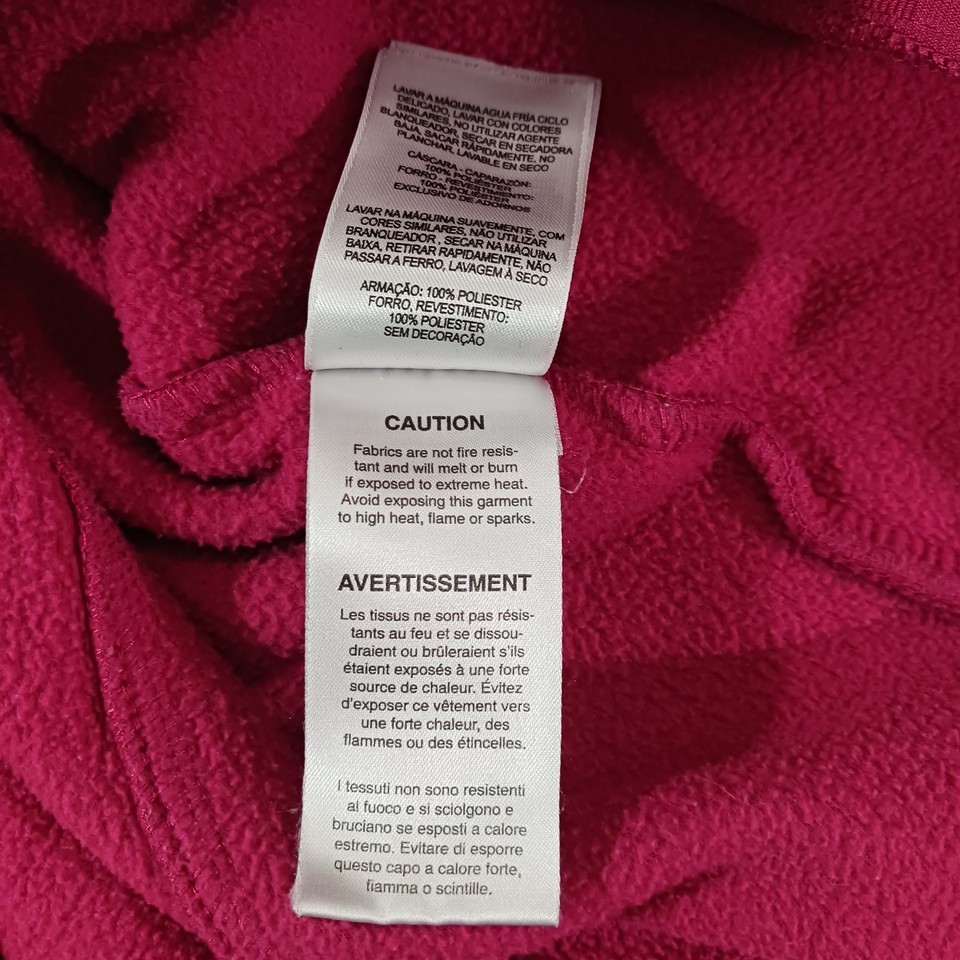 LAVAR A MÁQUINA AGUA FRÍA CICLO
DELICADO, LAVAR CON COLORES
SIMILARES, NO UTILIZAR AGENTE
BLANQUEADOR, SECAR EN SECADORA
BAJA, SACAR RÁPIDAMENTE, NO
PLANCHAR, LAVABLE EN SECO
CÁSCARA - CAPARAZÓN:
100% POLIÉSTER
FORRO - REVESTIMIENTO:
100% POLIÉSTER
EXCLUSIVO DE ADORNOS
LAVAR NA MÁQUINA SUAVEMENTE, COM
CORES SIMILARES, NÃO UTILIZAR
BRANQUEADOR , SECAR NA MÁQUINA
BAIXA, RETIRAR RAPIDAMENTE, NÃO
PASSAR A FERRO, LAVAGEM À SECO
ARMAÇÃO: 100% POLIESTER
FORRO, REVESTIMENTO:
100% POLIESTER
SEM DECORAÇÃO
CAUTION
Fabrics are not fire resis-
tant and will melt or burn
if exposed to extreme heat.
Avoid exposing this garment
to high heat, flame or sparks.
AVERTISSEMENT
Les tissus ne sont pas résis-
tants au feu et se dissou-
draient ou brûleraient s'ils
étaient exposés à une forte
source de chaleur. Évitez
d'exposer ce vêtement vers
une forte chaleur, des
flammes ou des étincelles.
I tessuti non sono resistenti
al fuoco e si sciolgono e
bruciano se esposti a calore
estremo. Evitare di esporre
questo capo a calore forte,
fiamma o scintille.